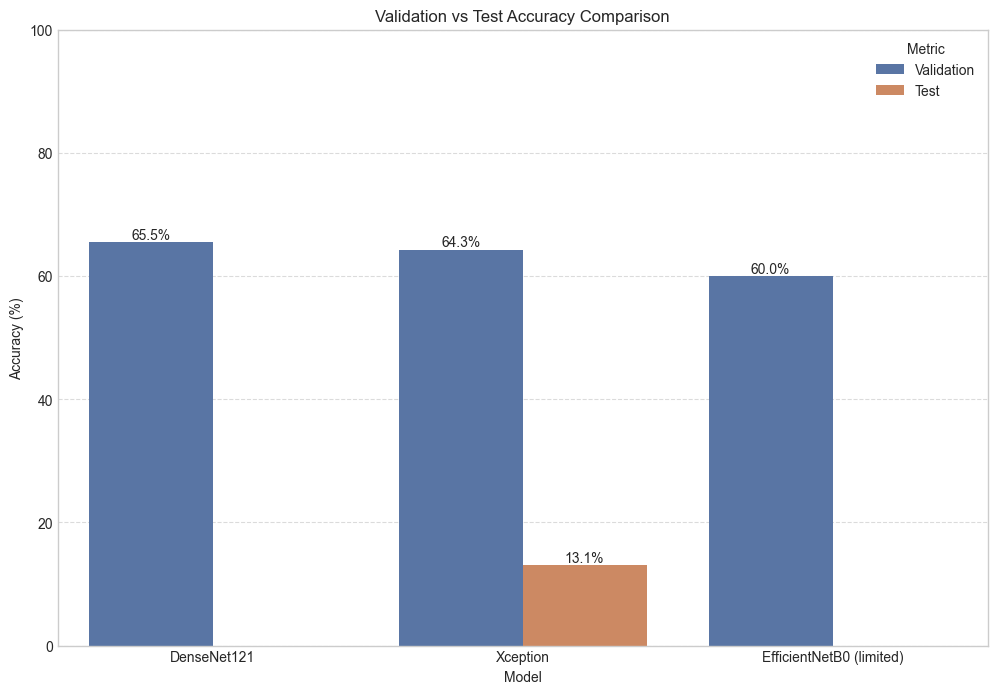 Validation vs Test Accuracy Comparison
100
80
60
40
20
0
Accuracy (%)
Metric
Validation
Test
65.5%
64.3%
13.1%
60.0%
DenseNet121
Xception
EfficientNetB0 (limited)
Model